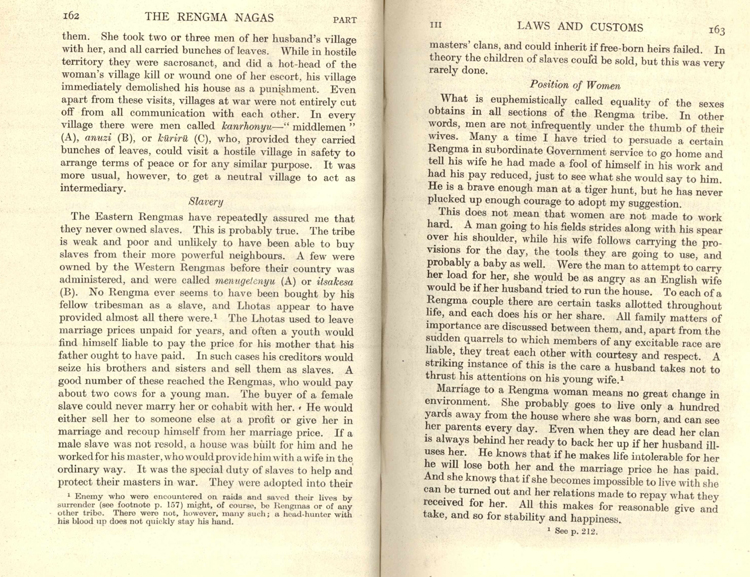 162 THE RENGMA NAGAS PART
them. She took two or three men of her husband's village
with her, and all carried bunches of leaves. While in hostile
territory they were sacrosanct, and did a hot-head of the
woman's village kill or wound one of her escort, his village
immediately demolished his house as a punishment. Even
apart from these visits, villages at war were not entirely cut
off from all communication with each other. In every
village there were men called kanrhonyu—“ middlemen ”
(A), anuzi (B), or kürirü (C), who, provided they carried
bunches of leaves, could visit a hostile village in safety to
arrange terms of peace or for any similar purpose. It was
more usual, however, to get a neutral village to act as
intermediary.
Slavery
The Eastern Rengmas have repeatedly assured me that
they never owned slaves. This is probably true. The tribe
is weak and poor and unlikely to have been able to buy
slaves from their more powerful neighbours. A few were
owned by the Western Rengmas before their country was
administered, and were called menugetenyu (A) or itsakesa
(B). No Rengma ever seems to have been bought by his
fellow tribesman as a slave, and Lhotas appear to have
provided almost all there were.¹ The Lhotas used to leave
marriage prices unpaid for years, and often a youth would
find himself liable to pay the price for his mother that his
father ought to have paid. In such cases his creditors would
seize his brothers and sisters and sell them as slaves. A
good number of these reached the Rengmas, who would pay
about two cows for a young man. The buyer of a female
slave could never marry her or cohabit with her. He would
either sell her to someone else at a profit or give her in
marriage and recoup himself from her marriage price. If a
male slave was not resold, a house was built for him and he
worked for his master, who would provide him with a wife in the
ordinary way. It was the special duty of slaves to help and
protect their masters in war. They were adopted into their
¹ Enemy who were encountered on raids and saved their lives by
surrender (see footnote p. 157) might, of course, be Rengmas or of any
other tribe. There were not, however, many such ; a head-hunter with
his blood up does not quickly stay his hand.
III LAWS AND CUSTOMS 163
masters' clans, and could inherit if free-born heirs failed. In
theory the children of slaves could be sold, but this was very
rarely done.
Position of Women
What is euphemistically called equality of the sexes
obtains in all sections of the Rengma tribe. In other
words, men are not infrequently under the thumb of their
wives. Many a time I have tried to persuade a certain
Rengma in subordinate Government service to go home and
tell his wife he had made a fool of himself in his work and
had his pay reduced, just to see what she would say to him.
He is a brave enough man at a tiger hunt, but he has never
plucked up enough courage to adopt my suggestion.
This does not mean that women are not made to work
hard. A man going to his fields strides along with his spear
over his shoulder, while his wife follows carrying the pro-
visions for the day, the tools they are going to use, and
probably a baby as well. Were the man to attempt to carry
her load for her, she would be as angry as an English wife
would be if her husband tried to run the house. To each of a
Rengma couple there are certain tasks allotted throughout
life, and each does his or her share. All family matters of
importance are discussed between them, and, apart from the
sudden quarrels to which members of any excitable race are
liable, they treat each other with courtesy and respect. A
striking instance of this is the care a husband takes not to
thrust his attentions on his young wife.¹
Marriage to a Rengma woman means no great change in
environment. She probably goes to live only a hundred
yards away from the house where she was born, and can see
her parents every day. Even when they are dead her clan
is always behind her ready to back her up if her husband ill-
uses her. He knows that if he makes life intolerable for her
he will lose both her and the marriage price he has paid.
And she knows that if she becomes impossible to live with she
can be turned out and her relations made to repay what they
received for her. All this makes for reasonable give and
take, and so for stability and happiness.
¹ See p. 212.